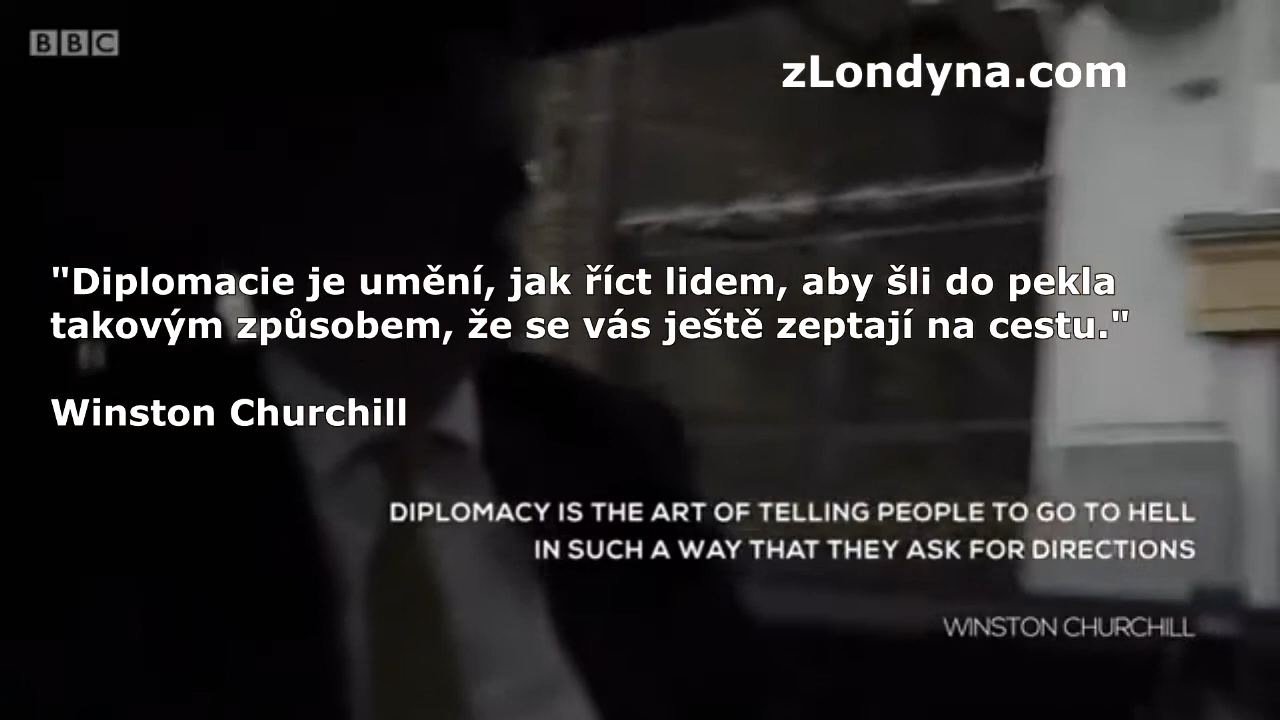 BBC
zLondyna.com
"Diplomacie je umění, jak říct lidem, aby šli do pekla
takovým způsobem, že se vás ještě zeptají na cestu."
Winston Churchill
DIPLOMACY IS THE ART OF TELLING PEOPLE TO GO TO HELL
IN SUCH A WAY THAT THEY ASK FOR DIRECTIONS
WINSTON CHURCHILL